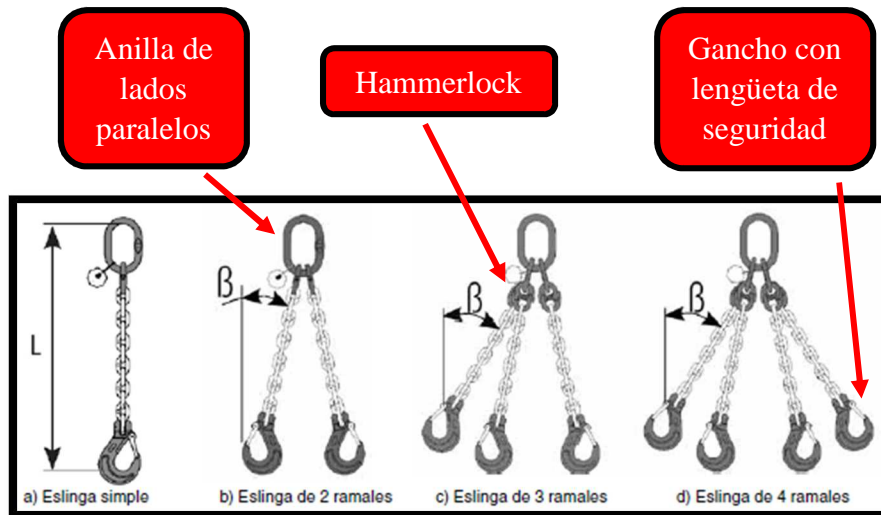 Anilla de
lados
paralelos
Hammerlock
Gancho con
lengüeta de
seguridad
L
β
β
β
a) Eslinga simple
b) Eslinga de 2 ramales
c) Eslinga de 3 ramales
d) Eslinga de 4 ramales